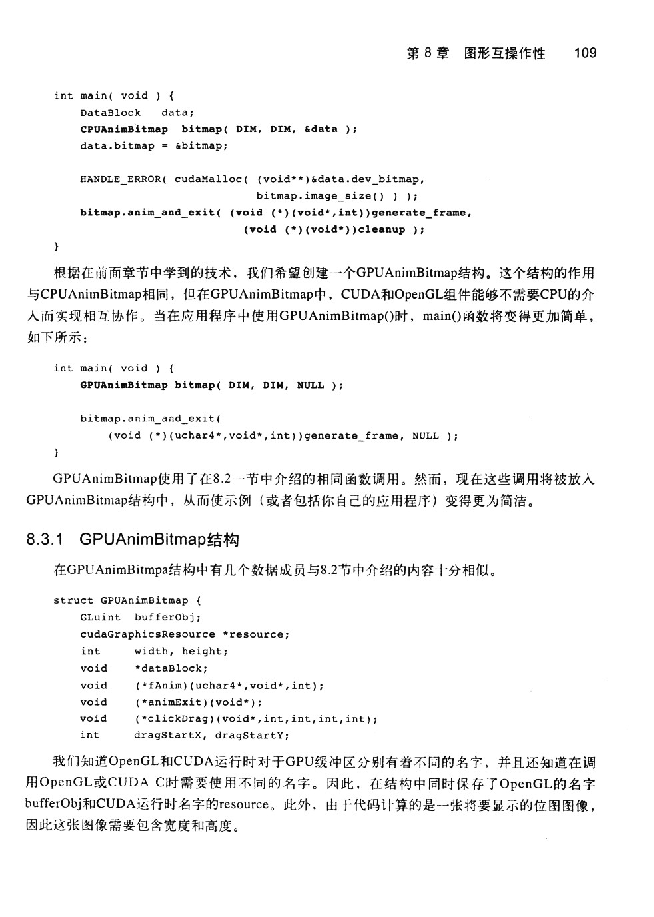 第 8 章 图形互操作性 109
int main( void ) {
DataBlock data;
CPUAnimBitmap bitmap( DIM, DIM, &data );
data.bitmap = &bitmap;
HANDLE_ERROR( cudaMalloc( (void**)&data.dev_bitmap,
bitmap.image_size() ) );
bitmap.anim_and_exit( (void (*)(void*,int))generate_frame,
(void (*)(void*))cleanup );
}
根据在前面章节中学到的技术，我们希望创建一个GPUAnimBitmap结构。这个结构的作用
与CPUAnimBitmap相同，但在GPUAnimBitmap中，CUDA和OpenGL组件能够不需要CPU的介
入而实现相互协作。当在应用程序中使用GPUAnimBitmap()时，main()函数将变得更加简单，
如下所示：
int main( void ) {
GPUAnimBitmap bitmap( DIM, DIM, NULL );
bitmap.anim_and_exit(
(void (*)(uchar4*,void*,int))generate_frame, NULL );
}
GPUAnimBitmap使用了在8.2一节中介绍的相同函数调用。然而，现在这些调用将被放入
GPUAnimBitmap结构中，从而使示例（或者包括你自己的应用程序）变得更为简洁。
8.3.1 GPUAnimBitmap结构
在GPUAnimBitmpa结构中有几个数据成员与8.2节中介绍的内容十分相似。
struct GPUAnimBitmap {
GLuint bufferObj;
cudaGraphicsResource *resource;
int width, height;
void *dataBlock;
void (*fAnim)(uchar4*,void*,int);
void (*animExit)(void*);
void (*clickDrag)(void*,int,int,int,int);
int dragStartX, dragStartY;
我们知道OpenGL和CUDA运行时对于GPU缓冲区分别有着不同的名字，并且还知道在调
用OpenGL或CUDA C时需要使用不同的名字。因此，在结构中同时保存了OpenGL的名字
bufferObj和CUDA运行时名字的resource。此外，由于代码计算的是一张将要显示的位图图像，
因此这张图像需要包含宽度和高度。